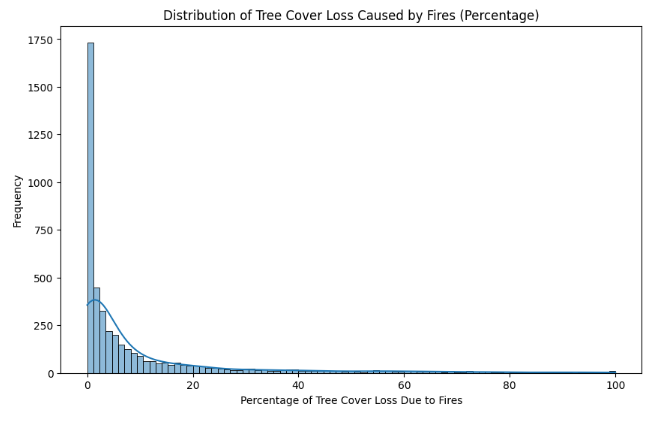 Distribution of Tree Cover Loss Caused by Fires (Percentage)
1750
1500
1250
1000
750
500
250
0
Frequency
0 20 40 60 80 100
Percentage of Tree Cover Loss Due to Fires